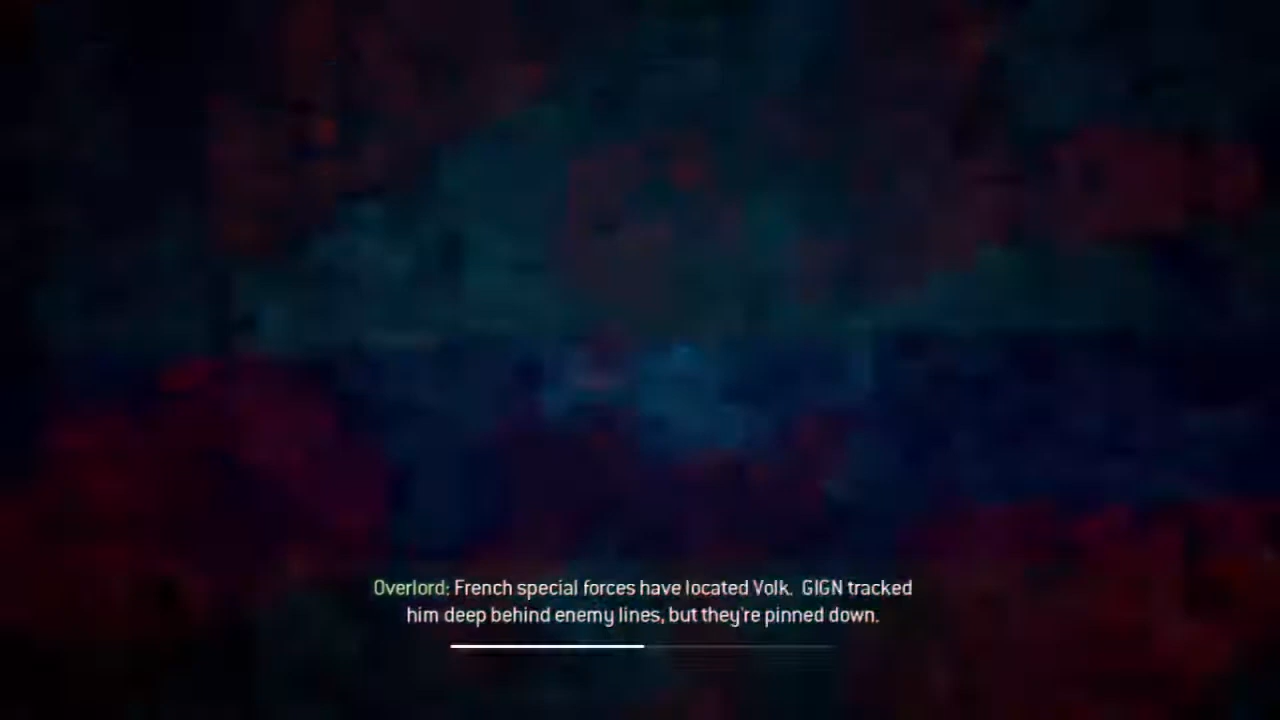 Overlord: French special forces have located Volk.  GIGN tracked
him deep behind enemy lines, but they're pinned down.